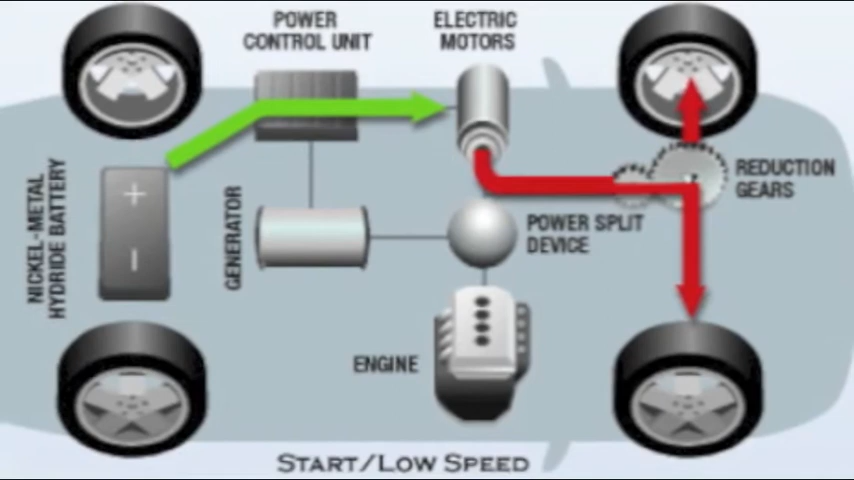 POWER
CONTROL UNIT
ELECTRIC
MOTORS
NICKEL-METAL
HYDRIDE BATTERY
+
–
GENERATOR
REDUCTION
GEARS
POWER SPLIT
DEVICE
ENGINE
START/LOW SPEED